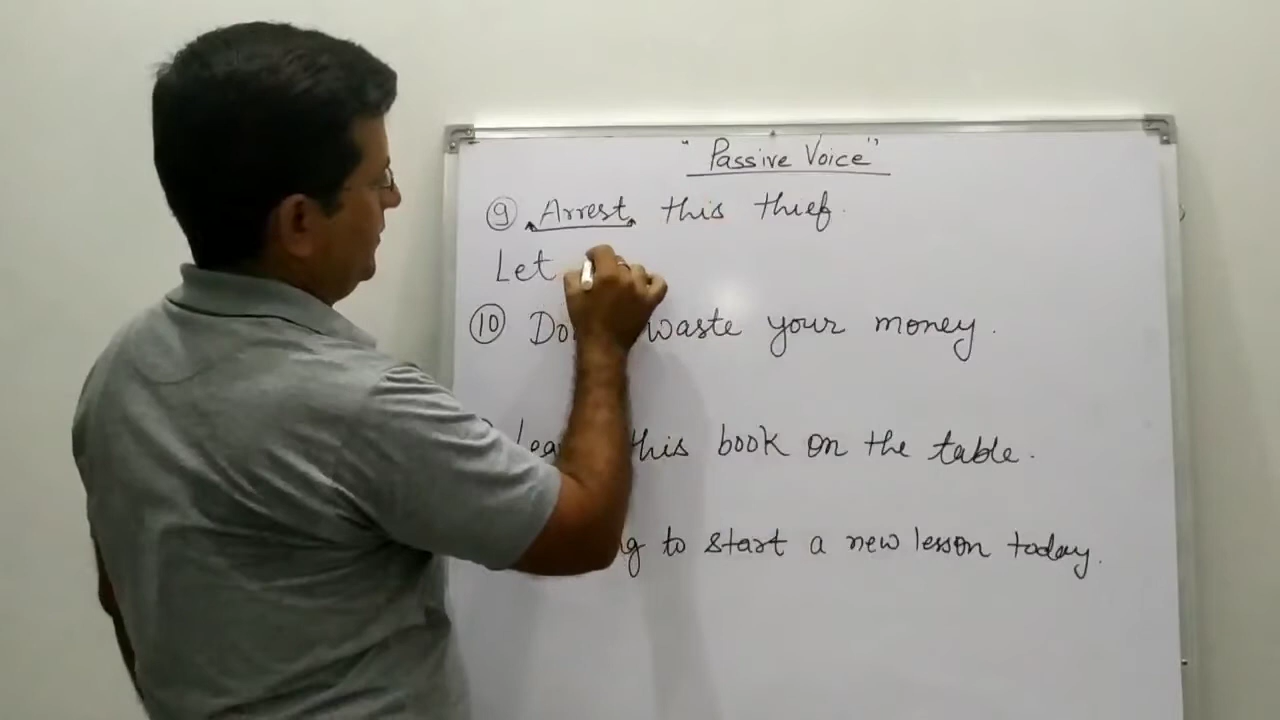 "Passive Voice"
9 Arrest this thief.
Let
10 waste your money.
this book on the table.
to start a new lesson today.